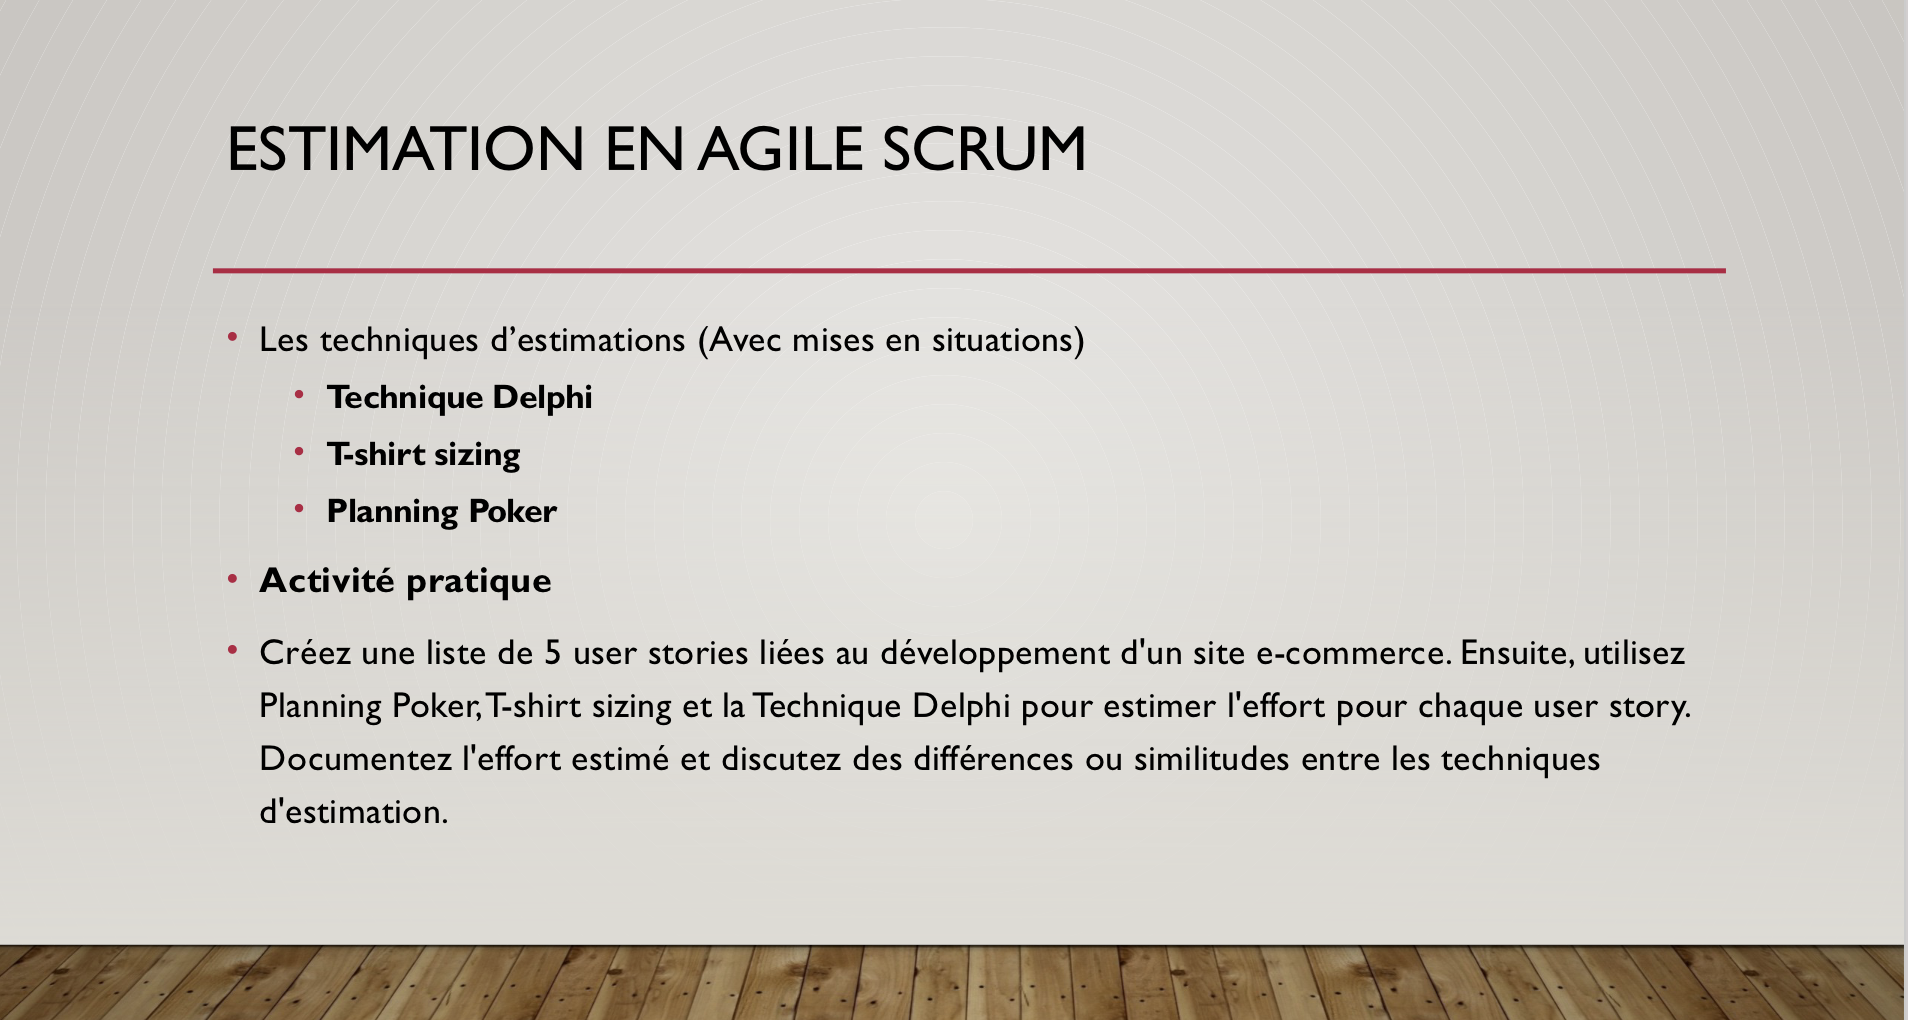 ESTIMATION EN AGILE SCRUM
• Les techniques d’estimations (Avec mises en situations)
• Technique Delphi
• T-shirt sizing
• Planning Poker
• Activité pratique
• Créez une liste de 5 user stories liées au développement d'un site e-commerce. Ensuite, utilisez
Planning Poker, T-shirt sizing et la Technique Delphi pour estimer l'effort pour chaque user story.
Documentez l'effort estimé et discutez des différences ou similitudes entre les techniques
d'estimation.